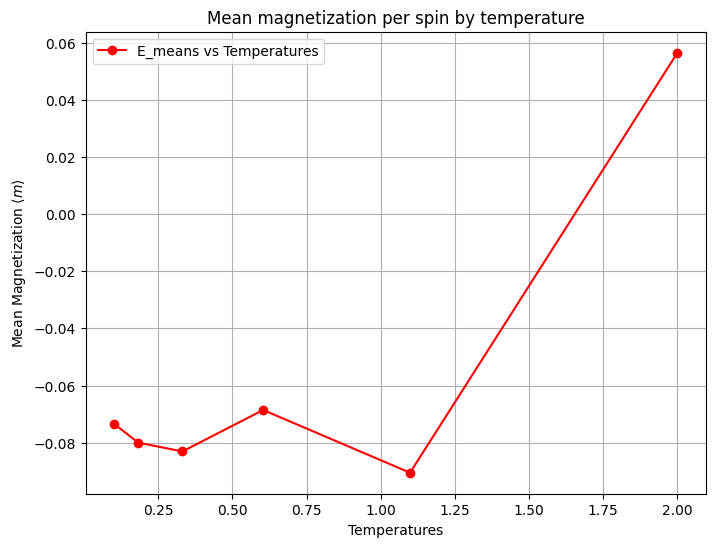 Mean magnetization per spin by temperature
E_means vs Temperatures
Mean Magnetization ⟨m⟩
0.06
0.04
0.02
0.00
−0.02
−0.04
−0.06
−0.08
0.25 0.50 0.75 1.00 1.25 1.50 1.75 2.00
Temperatures